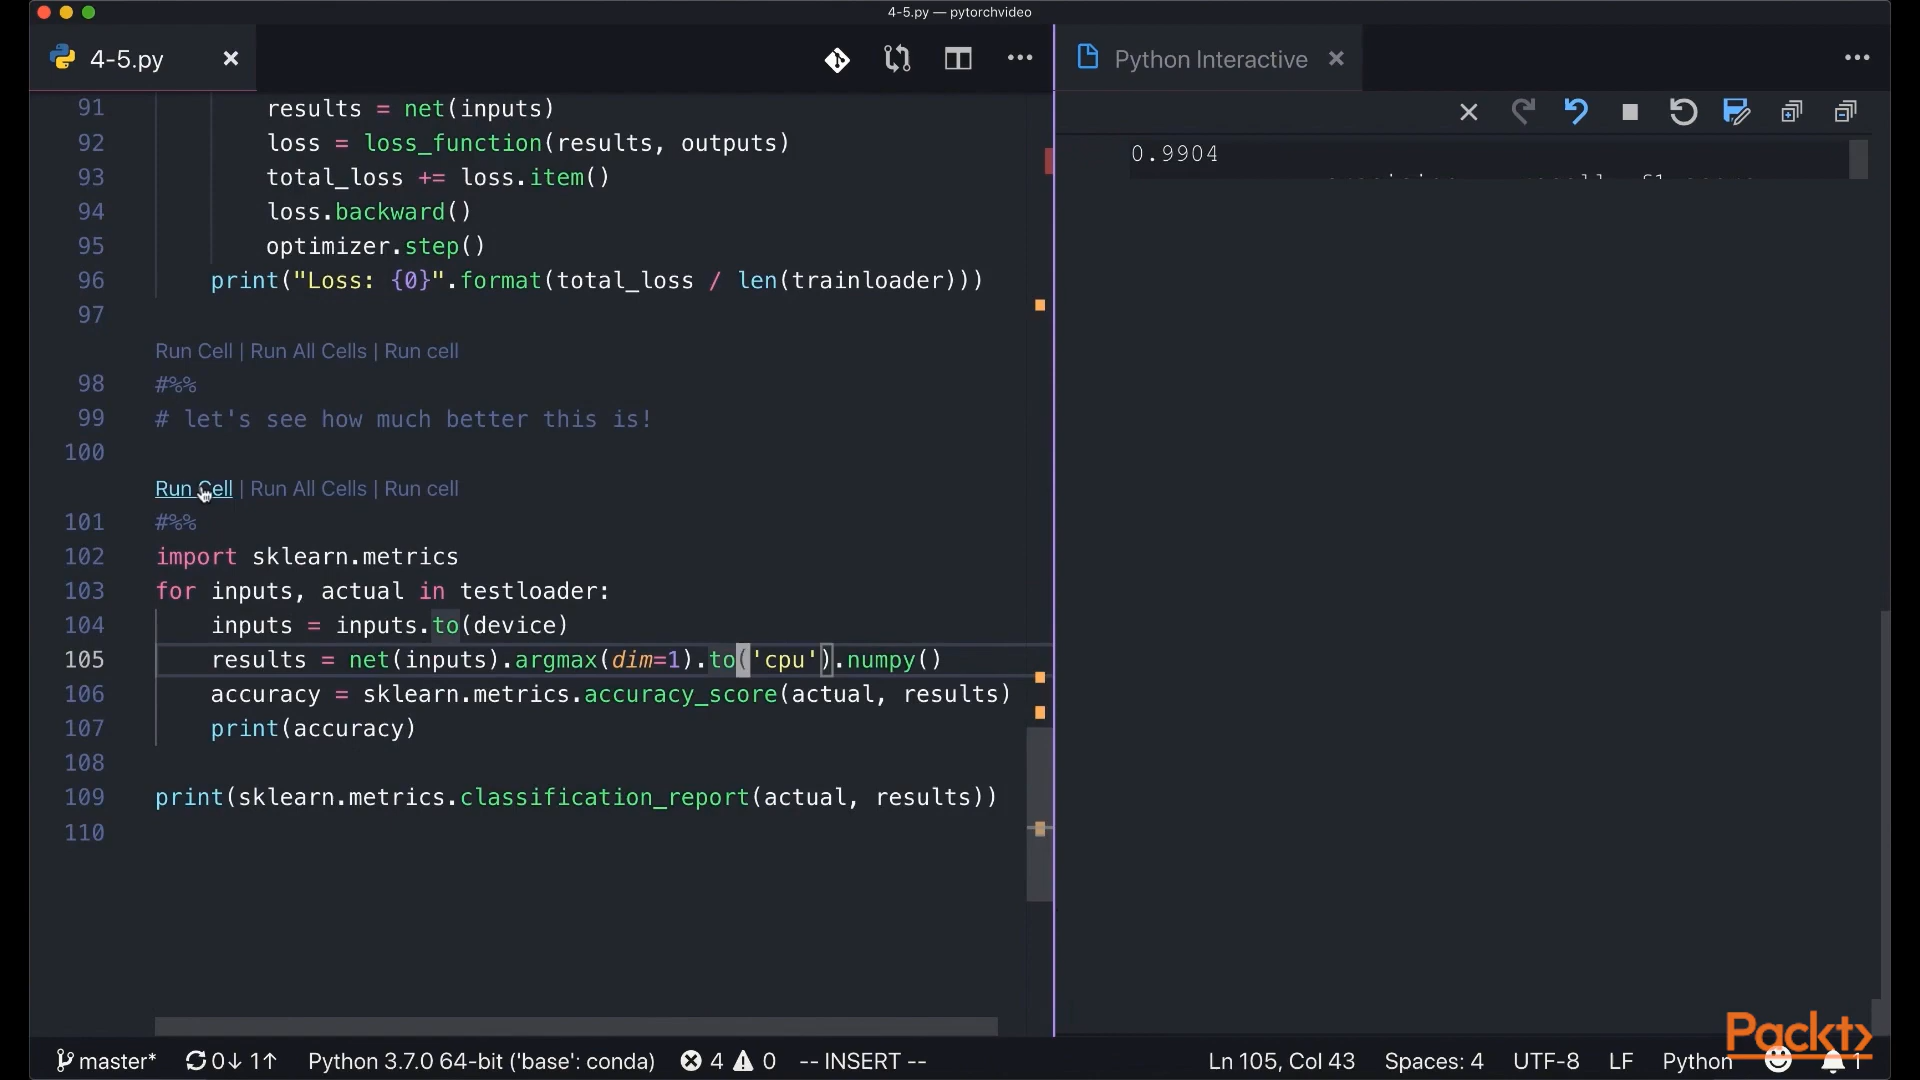 4-5.py — pytorchvideo
4-5.py
Python Interactive
91 results = net(inputs)
92 loss = loss_function(results, outputs)
93 total_loss += loss.item()
94 loss.backward()
95 optimizer.step()
96 print("Loss: {0}".format(total_loss / len(trainloader)))
97
Run Cell | Run All Cells | Run cell
98 #%%
99 # let's see how much better this is!
100
Run Cell | Run All Cells | Run cell
101 #%%
102 import sklearn.metrics
103 for inputs, actual in testloader:
104 inputs = inputs.to(device)
105 results = net(inputs).argmax(dim=1).to('cpu').numpy()
106 accuracy = sklearn.metrics.accuracy_score(actual, results)
107 print(accuracy)
108
109 print(sklearn.metrics.classification_report(actual, results))
110
0.9904
Packt>
master* 0↓ 1↑ Python 3.7.0 64-bit ('base': conda) 4 0 -- INSERT -- Ln 105, Col 43 Spaces: 4 UTF-8 LF Python 1